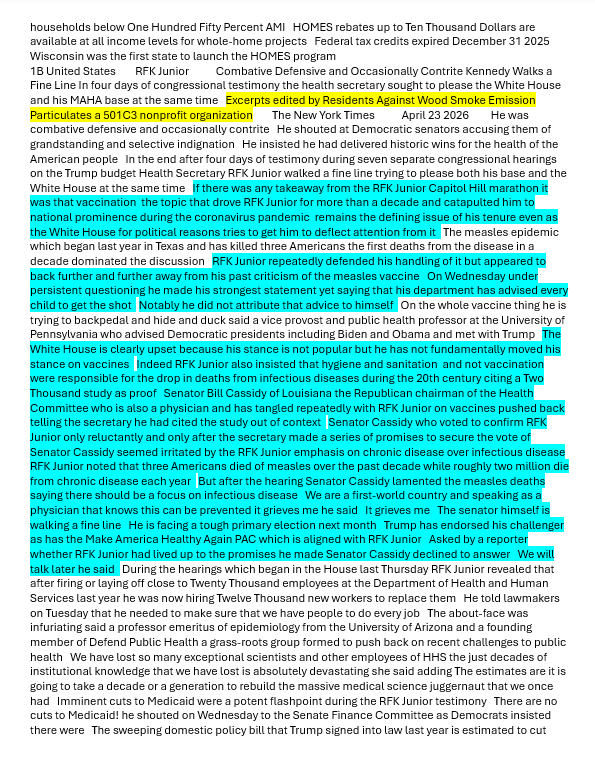 households below One Hundred Fifty Percent AMI   HOMES rebates up to Ten Thousand Dollars are
available at all income levels for whole-home projects   Federal tax credits expired December 31 2025
Wisconsin was the first state to launch the HOMES program
1B United States      RFK Junior        Combative Defensive and Occasionally Contrite Kennedy Walks a
Fine Line In four days of congressional testimony the health secretary sought to please the White House
and his MAHA base at the same time   Excerpts edited by Residents Against Wood Smoke Emission
Particulates a 501C3 nonprofit organization      The New York Times        April 23 2026      He was
combative defensive and occasionally contrite   He shouted at Democratic senators accusing them of
grandstanding and selective indignation   He insisted he had delivered historic wins for the health of the
American people   In the end after four days of testimony during seven separate congressional hearings
on the Trump budget Health Secretary RFK Junior walked a fine line trying to please both his base and the
White House at the same time   If there was any takeaway from the RFK Junior Capitol Hill marathon it
was that vaccination  the topic that drove RFK Junior for more than a decade and catapulted him to
national prominence during the coronavirus pandemic  remains the defining issue of his tenure even as
the White House for political reasons tries to get him to deflect attention from it   The measles epidemic
which began last year in Texas and has killed three Americans the first deaths from the disease in a
decade dominated the discussion   RFK Junior repeatedly defended his handling of it but appeared to
back further and further away from his past criticism of the measles vaccine   On Wednesday under
persistent questioning he made his strongest statement yet saying that his department has advised every
child to get the shot   Notably he did not attribute that advice to himself   On the whole vaccine thing he is
trying to backpedal and hide and duck said a vice provost and public health professor at the University of
Pennsylvania who advised Democratic presidents including Biden and Obama and met with Trump   The
White House is clearly upset because his stance is not popular but he has not fundamentally moved his
stance on vaccines   Indeed RFK Junior also insisted that hygiene and sanitation  and not vaccination
were responsible for the drop in deaths from infectious diseases during the 20th century citing a Two
Thousand study as proof   Senator Bill Cassidy of Louisiana the Republican chairman of the Health
Committee who is also a physician and has tangled repeatedly with RFK Junior on vaccines pushed back
telling the secretary he had cited the study out of context   Senator Cassidy who voted to confirm RFK
Junior only reluctantly and only after the secretary made a series of promises to secure the vote of
Senator Cassidy seemed irritated by the RFK Junior emphasis on chronic disease over infectious disease
RFK Junior noted that three Americans died of measles over the past decade while roughly two million die
from chronic disease each year   But after the hearing Senator Cassidy lamented the measles deaths
saying there should be a focus on infectious disease   We are a first-world country and speaking as a
physician that knows this can be prevented it grieves me he said   It grieves me   The senator himself is
walking a fine line   He is facing a tough primary election next month   Trump has endorsed his challenger
as has the Make America Healthy Again PAC which is aligned with RFK Junior   Asked by a reporter
whether RFK Junior had lived up to the promises he made Senator Cassidy declined to answer   We will
talk later he said   During the hearings which began in the House last Thursday RFK Junior revealed that
after firing or laying off close to Twenty Thousand employees at the Department of Health and Human
Services last year he was now hiring Twelve Thousand new workers to replace them   He told lawmakers
on Tuesday that he needed to make sure that we have people to do every job   The about-face was
infuriating said a professor emeritus of epidemiology from the University of Arizona and a founding
member of Defend Public Health a grass-roots group formed to push back on recent challenges to public
health   We have lost so many exceptional scientists and other employees of HHS the just decades of
institutional knowledge that we have lost is absolutely devastating she said adding The estimates are it is
going to take a decade or a generation to rebuild the massive medical science juggernaut that we once
had   Imminent cuts to Medicaid were a potent flashpoint during the RFK Junior testimony   There are no
cuts to Medicaid! he shouted on Wednesday to the Senate Finance Committee as Democrats insisted
there were   The sweeping domestic policy bill that Trump signed into law last year is estimated to cut